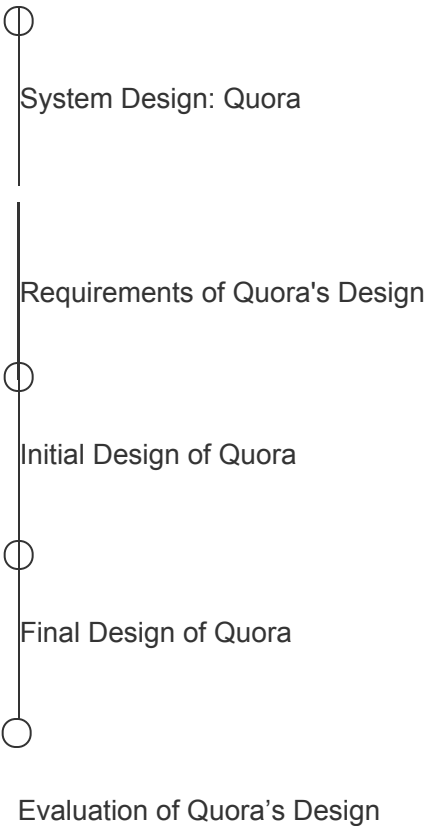 System Design: Quora
Requirements of Quora's Design
Initial Design of Quora
Final Design of Quora
Evaluation of Quora’s Design